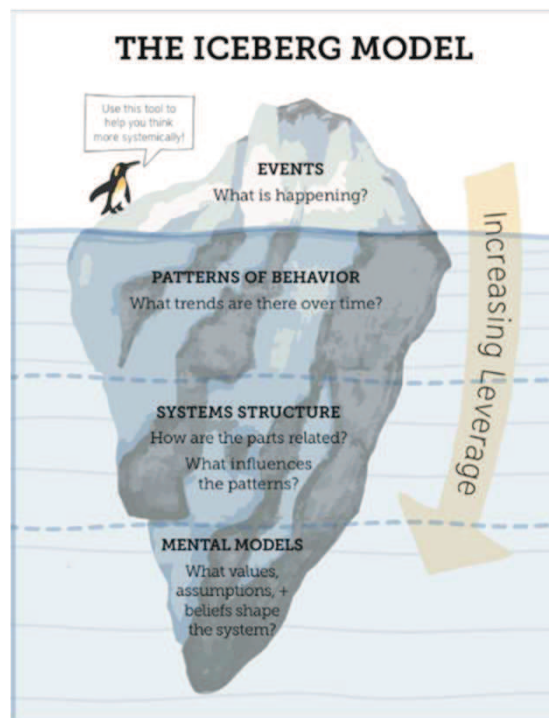 THE ICEBERG MODEL
Use this tool to
help you think
more systemically!
EVENTS
What is happening?
PATTERNS OF BEHAVIOR
What trends are there over time?
SYSTEMS STRUCTURE
How are the parts related?
What influences
the patterns?
MENTAL MODELS
What values,
assumptions, +
beliefs shape
the system?
Increasing Leverage